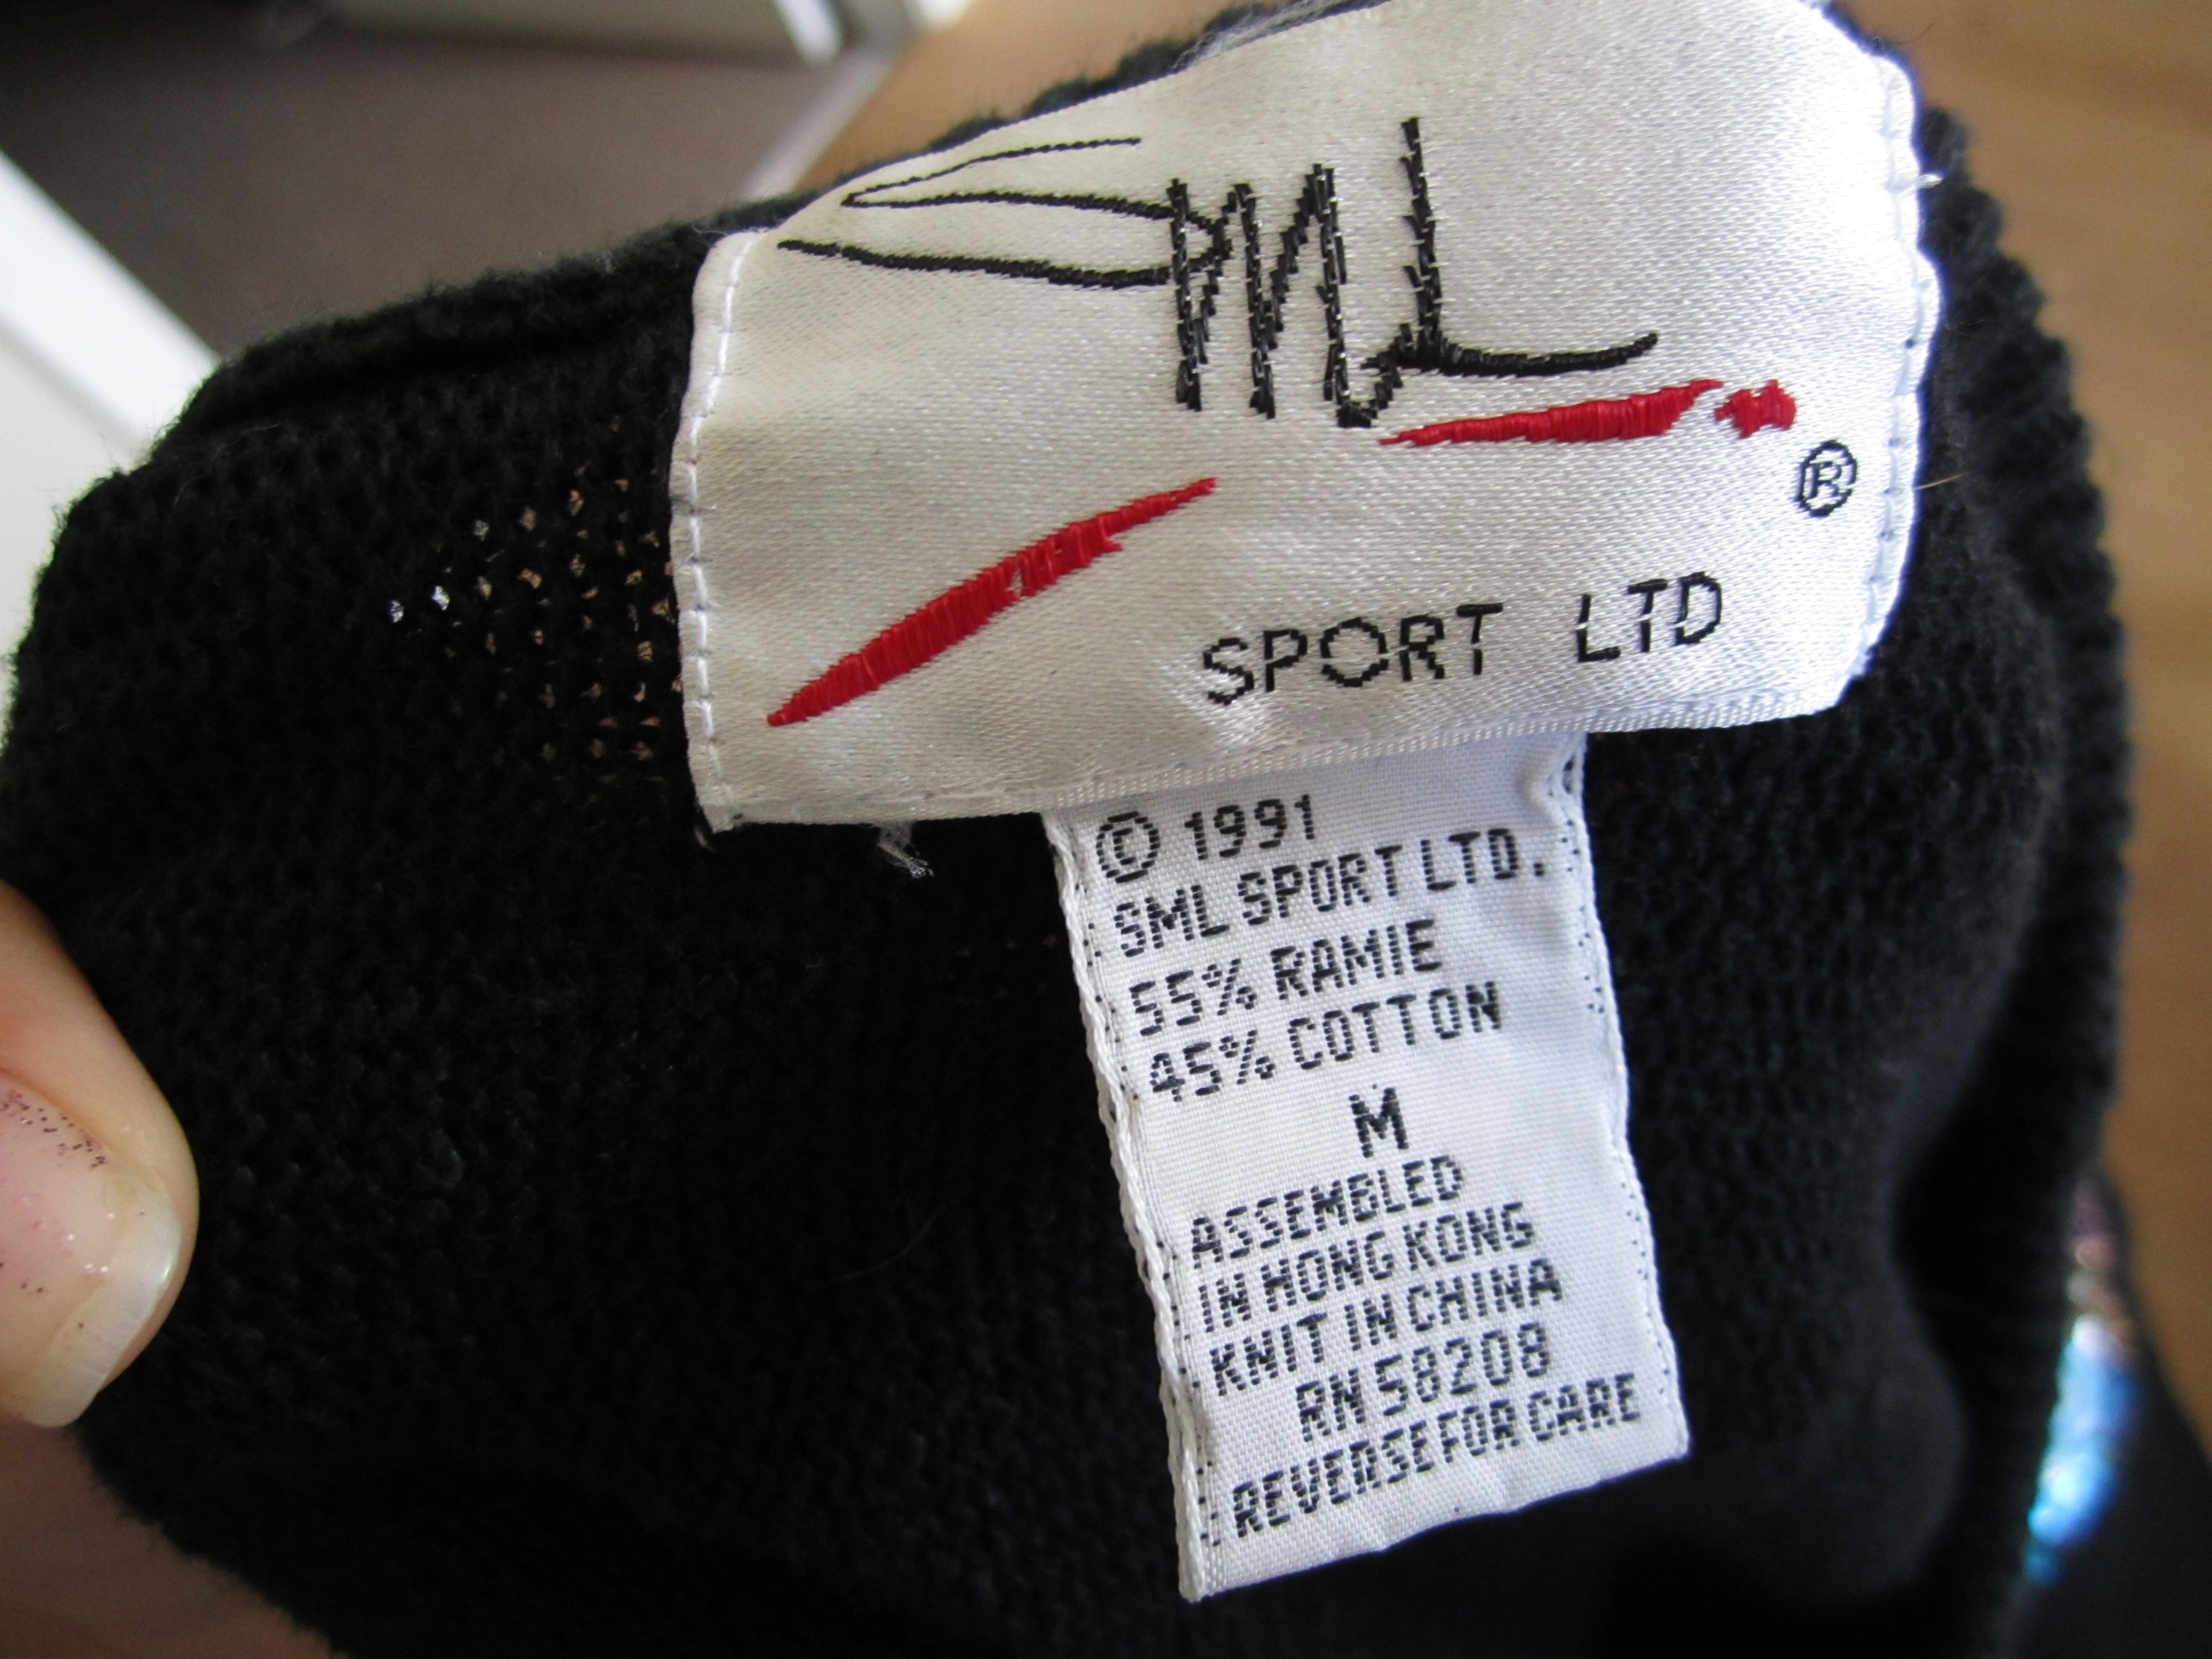 SML
®
SPORT LTD
© 1991
SML SPORT LTD.
55% RAMIE
45% COTTON
M
ASSEMBLED
IN HONG KONG
KNIT IN CHINA
RN 58208
REVERSE FOR CARE